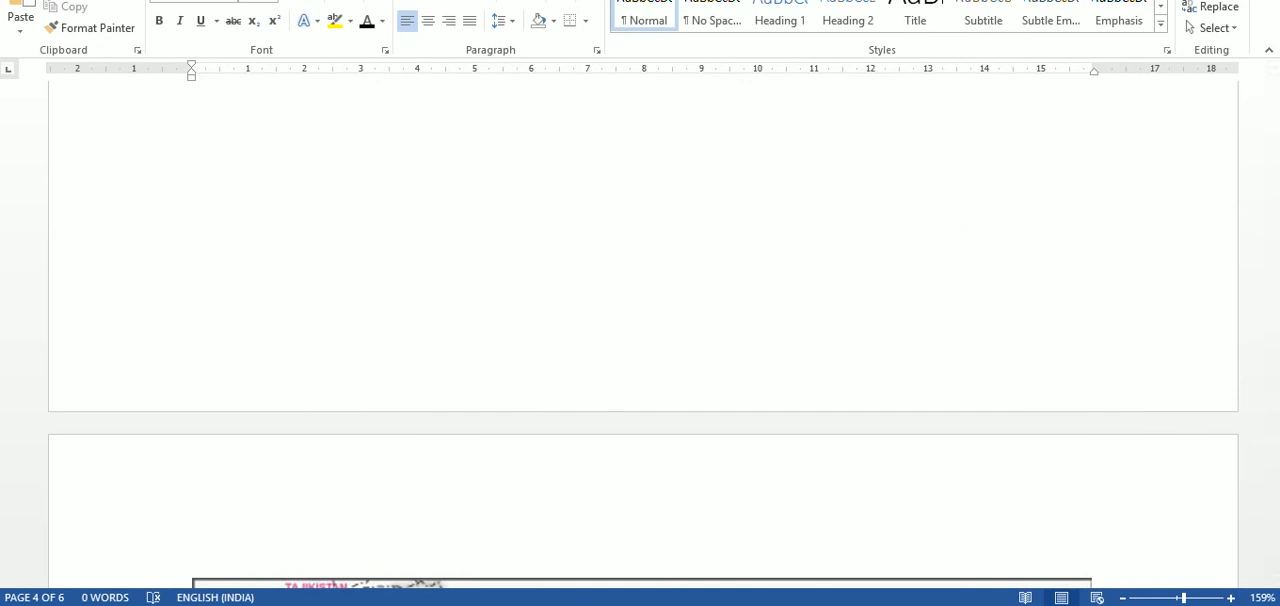 Copy
Replace
Paste
B I U abc X₂ X² A A
¶ Normal ¶ No Spac... Heading 1 Heading 2 Title Subtitle Subtle Em... Emphasis
Format Painter
Select
Clipboard Font Paragraph Styles Editing
2 1 1 2 3 4 5 6 7 8 9 10 11 12 13 14 15 17 18
TAJIKISTAN
PAGE 4 OF 6 0 WORDS ENGLISH (INDIA) 159%